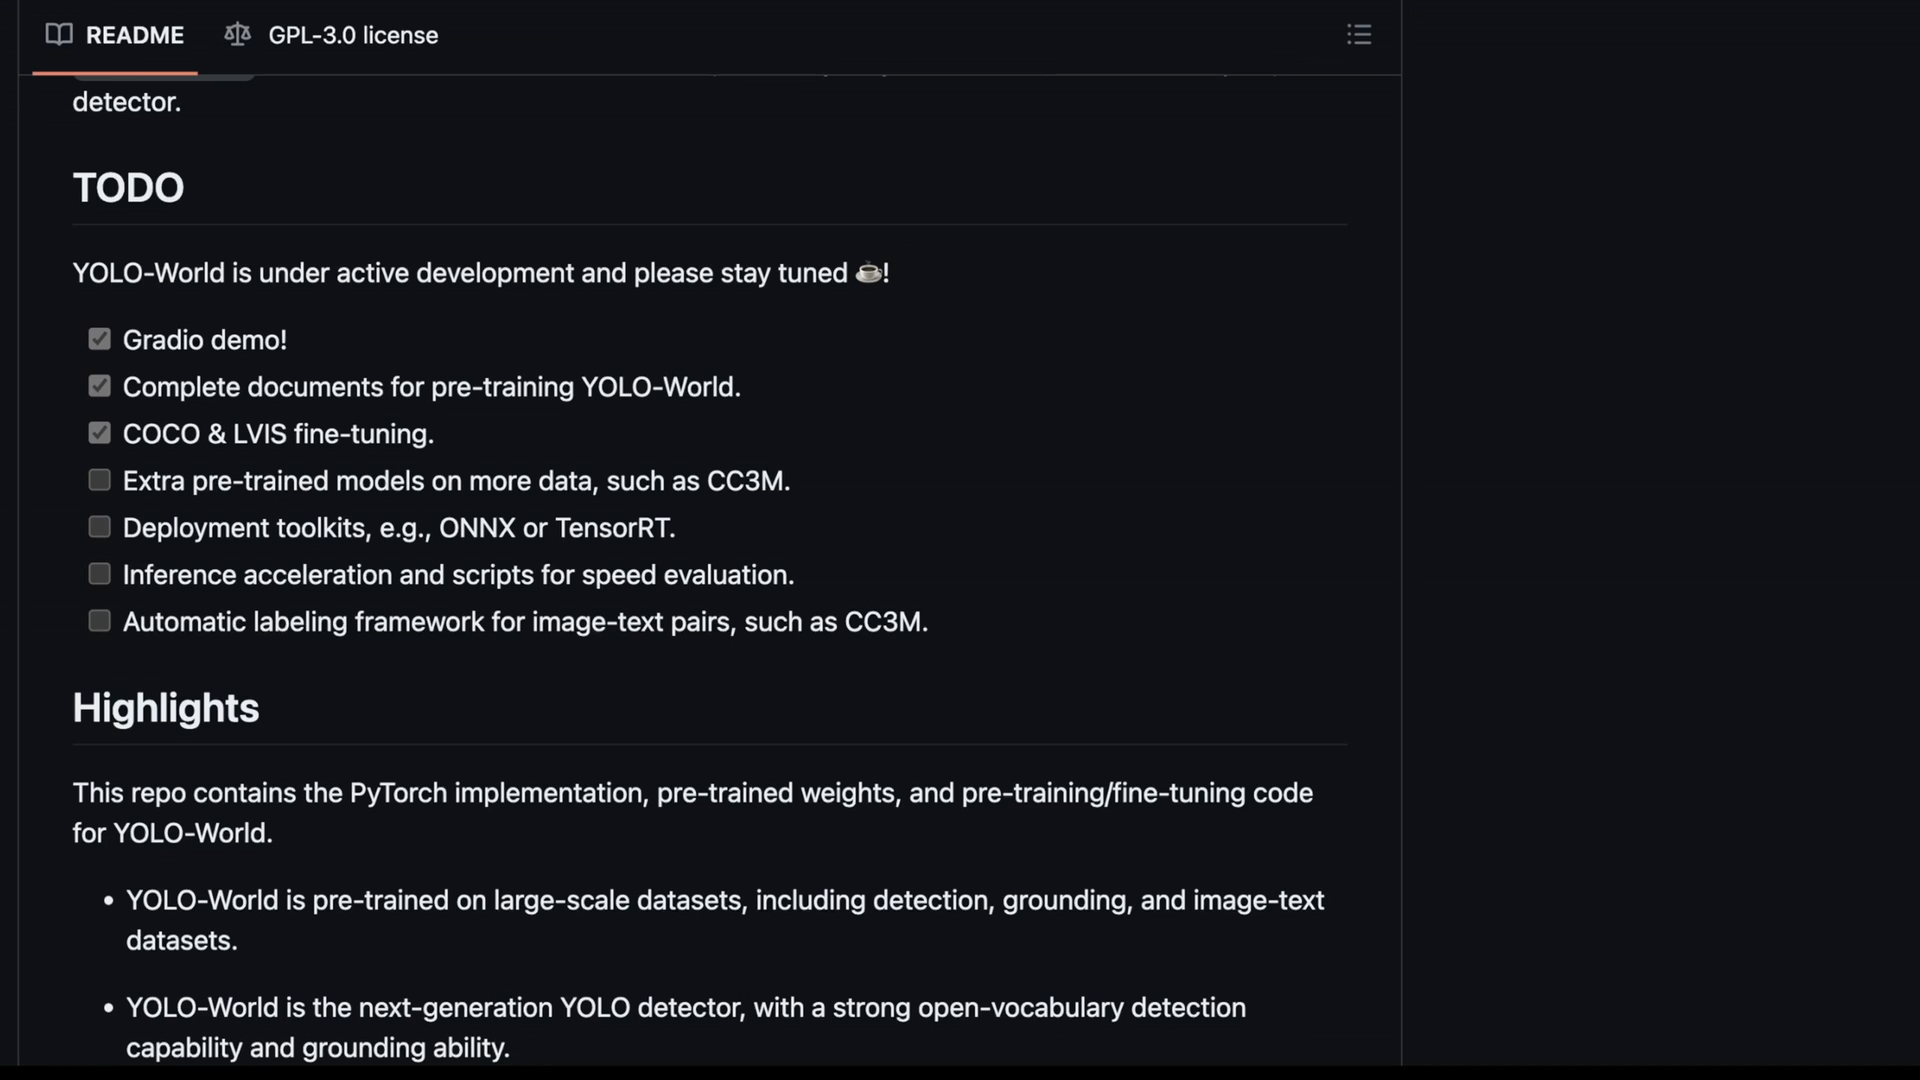 README GPL-3.0 license
detector.
TODO
YOLO-World is under active development and please stay tuned ☕!
Gradio demo!
Complete documents for pre-training YOLO-World.
COCO & LVIS fine-tuning.
Extra pre-trained models on more data, such as CC3M.
Deployment toolkits, e.g., ONNX or TensorRT.
Inference acceleration and scripts for speed evaluation.
Automatic labeling framework for image-text pairs, such as CC3M.
Highlights
This repo contains the PyTorch implementation, pre-trained weights, and pre-training/fine-tuning code
for YOLO-World.
• YOLO-World is pre-trained on large-scale datasets, including detection, grounding, and image-text
datasets.
• YOLO-World is the next-generation YOLO detector, with a strong open-vocabulary detection
capability and grounding ability.